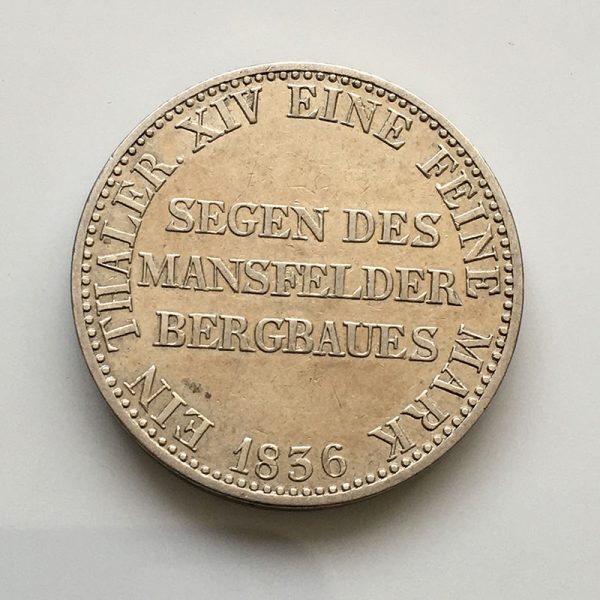 EIN THALER. XIV EINE FEINE MARK
SEGEN DES
MANSFELDER
BERGBAUES
1836